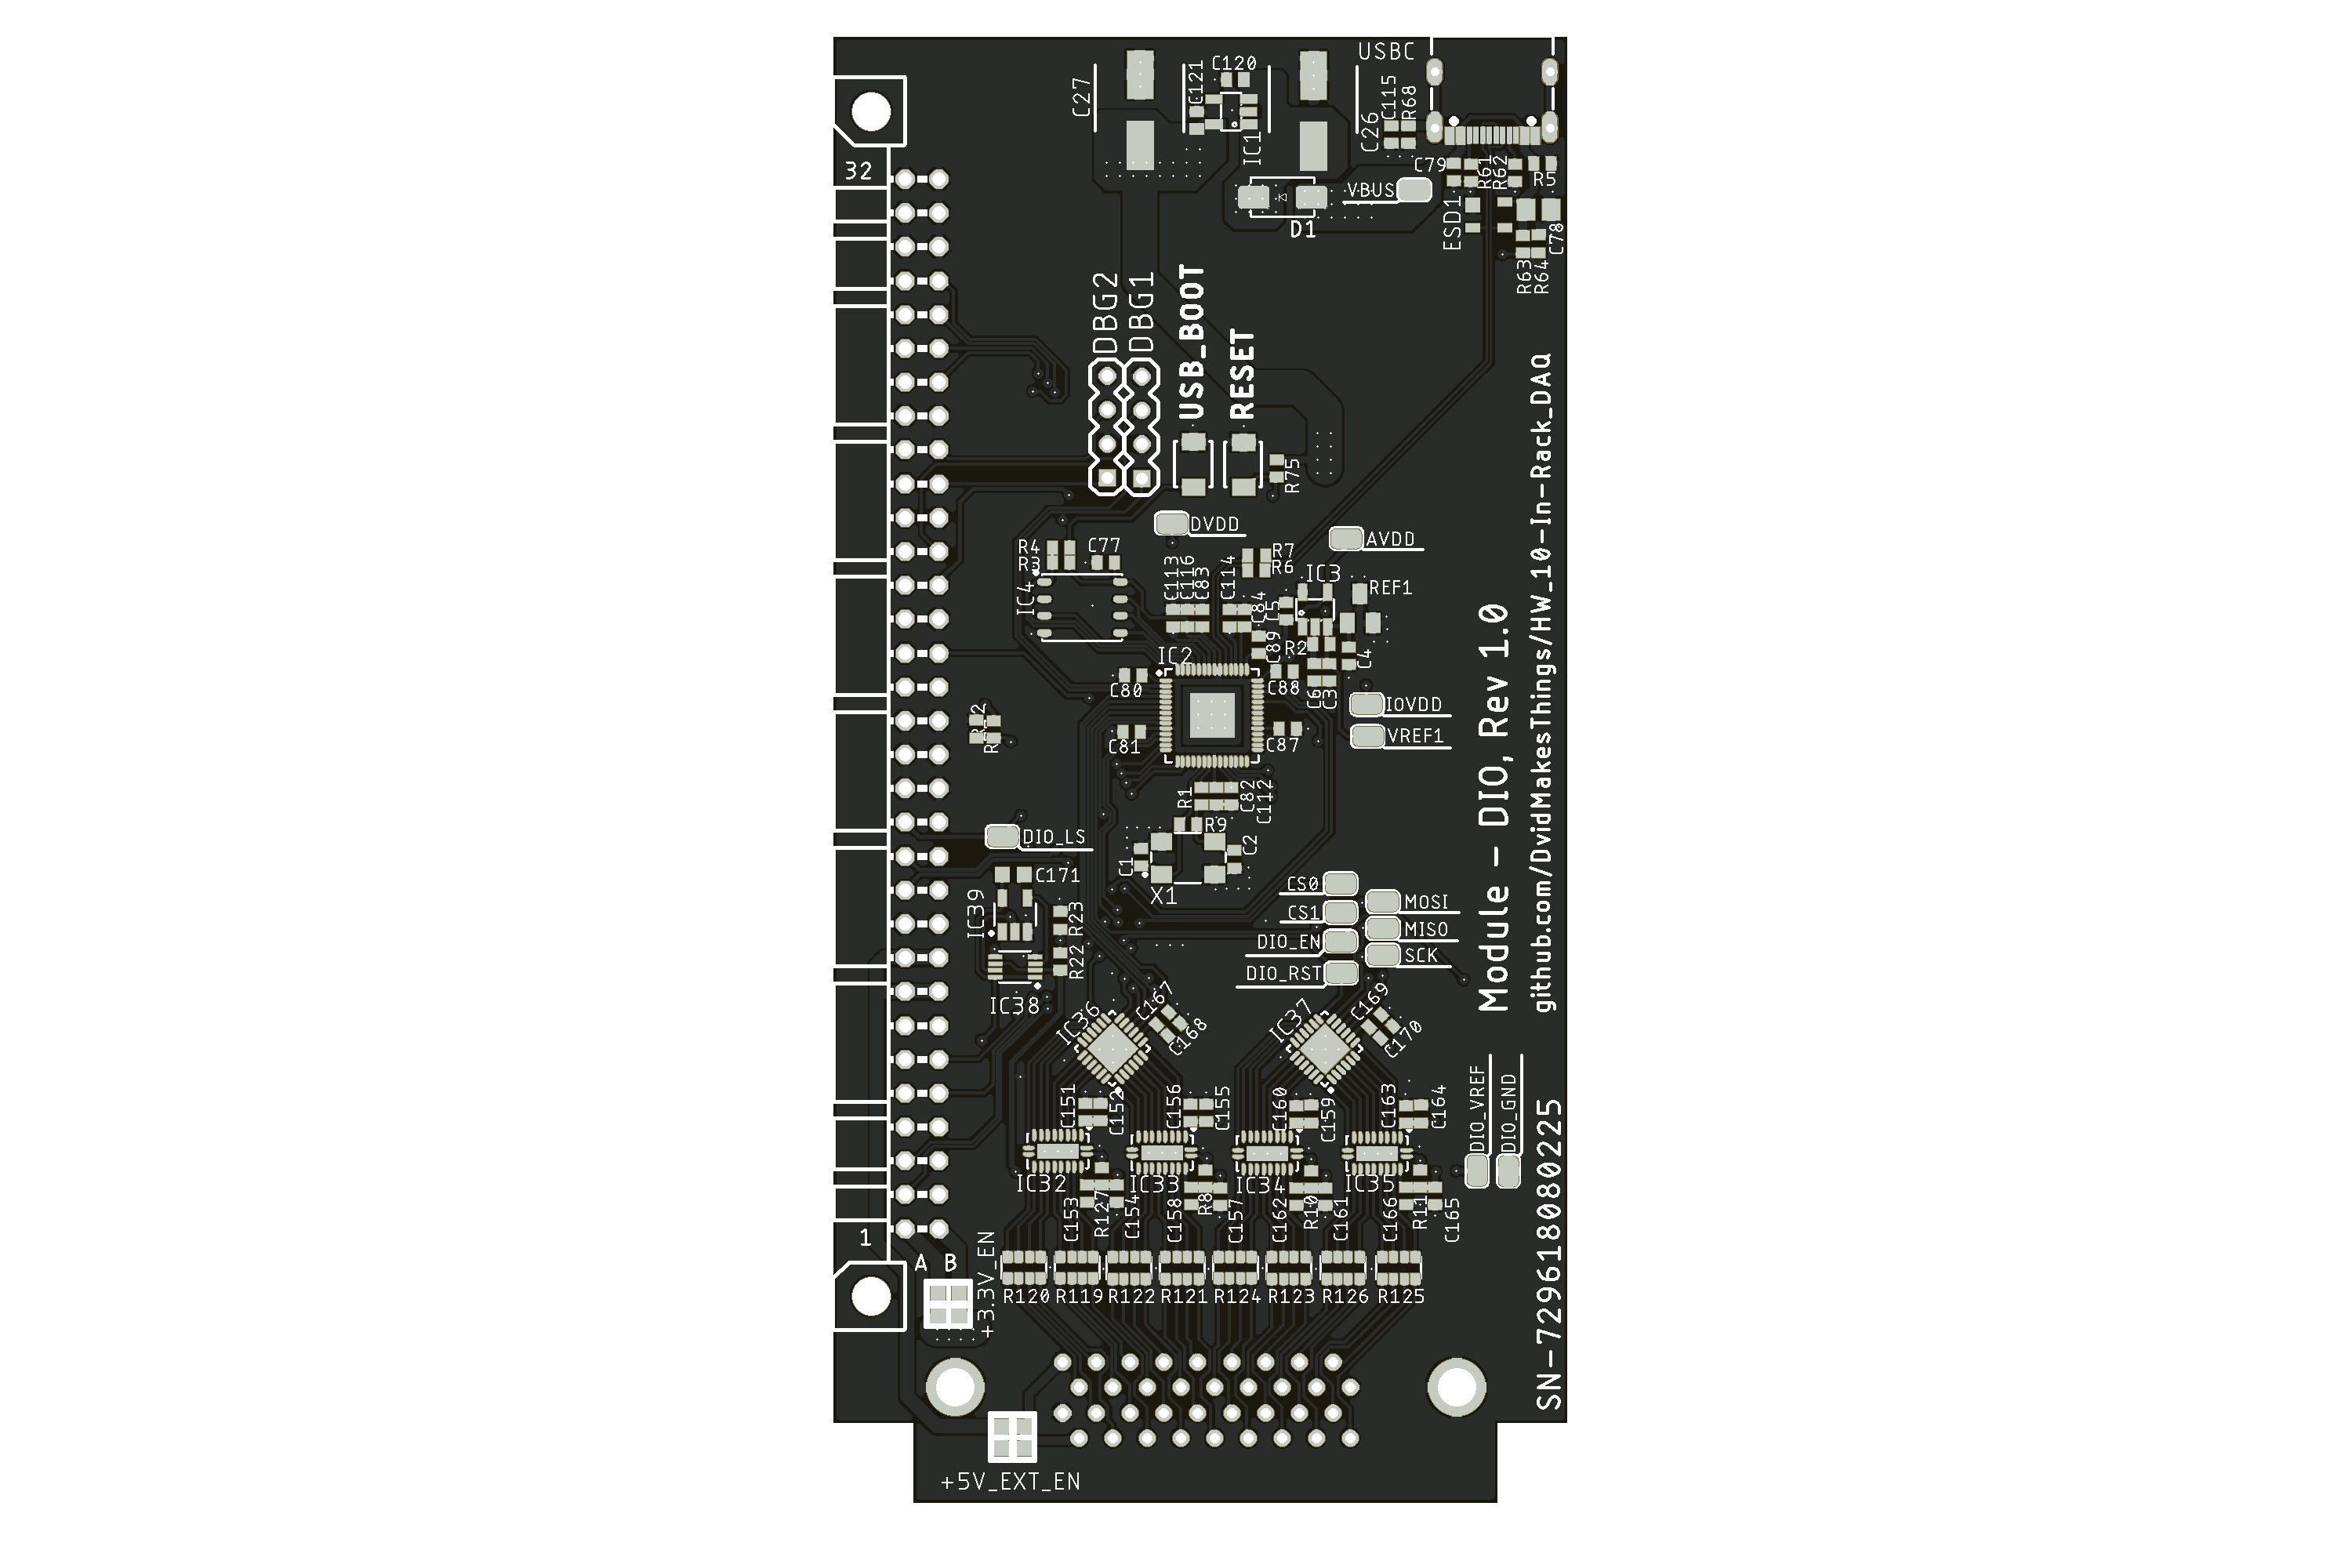 USBC
C120
C121
C27
C115
R68
C26
IC1
32
C79
R61
R62
R5
VBUS
D1
ESD1
C78
R63
R64
DBG2
DBG1
USB_BOOT
RESET
R75
DVDD
AVDD
R4
R3
C77
R7
R6
IC4
C113
C116
C83
C114
C84
C5
IC3
REF1
C89
R2
C4
IC2
C80
C88
C6
C3
IOVDD
VREF1
C81
C87
R1
C82
C112
R9
C1
C2
X1
DIO_LS
C171
IC39
R23
R22
IC38
CS0
CS1
DIO_EN
DIO_RST
MOSI
MISO
SCK
Module - DIO, Rev 1.0
github.com/DvidMakesThings/HW_10-In-Rack_DAQ
IC36
C167
C168
IC37
C169
C170
C151
C152
C156
C155
C160
C159
C163
C164
DIO_VREF
DIO_GND
IC32
IC33
IC34
IC35
C153
R127
C154
C158
R8
C157
C162
R10
C161
C166
R11
C165
1
A B
+3.3V_EN
R120
R119
R122
R121
R124
R123
R126
R125
SN-729618080225
+5V_EXT_EN